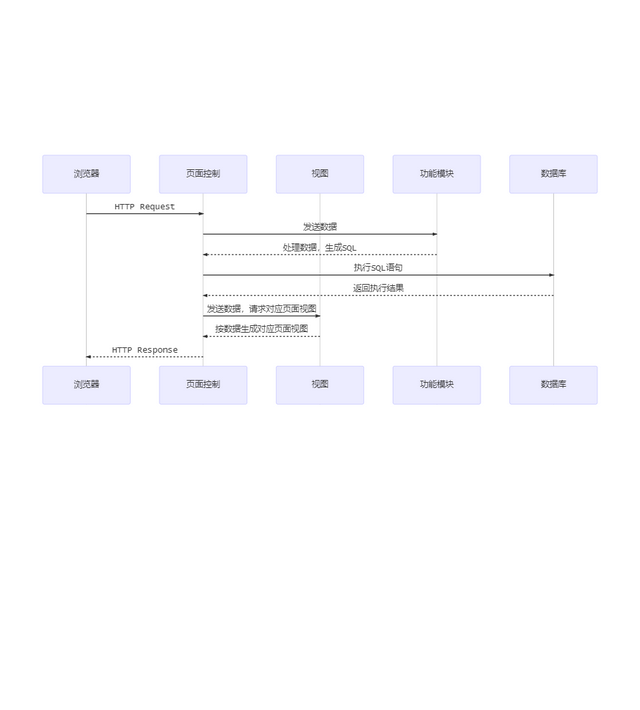 浏览器 页面控制 视图 功能模块 数据库
HTTP Request
发送数据
处理数据, 生成SQL
执行SQL语句
返回执行结果
发送数据, 请求对应页面视图
按数据生成对应页面视图
HTTP Response
浏览器 页面控制 视图 功能模块 数据库